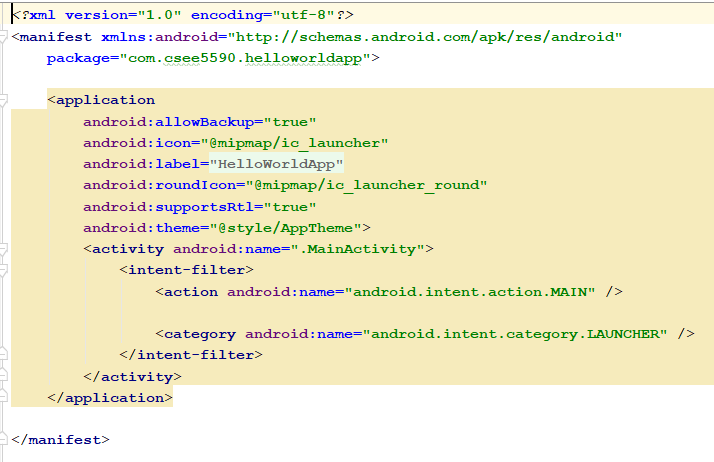 <?xml version="1.0" encoding="utf-8"?>
<manifest xmlns:android="http://schemas.android.com/apk/res/android"
    package="com.csee5590.helloworldapp">

    <application
        android:allowBackup="true"
        android:icon="@mipmap/ic_launcher"
        android:label="HelloWorldApp"
        android:roundIcon="@mipmap/ic_launcher_round"
        android:supportsRtl="true"
        android:theme="@style/AppTheme">
        <activity android:name=".MainActivity">
            <intent-filter>
                <action android:name="android.intent.action.MAIN" />

                <category android:name="android.intent.category.LAUNCHER" />
            </intent-filter>
        </activity>
    </application>

</manifest>